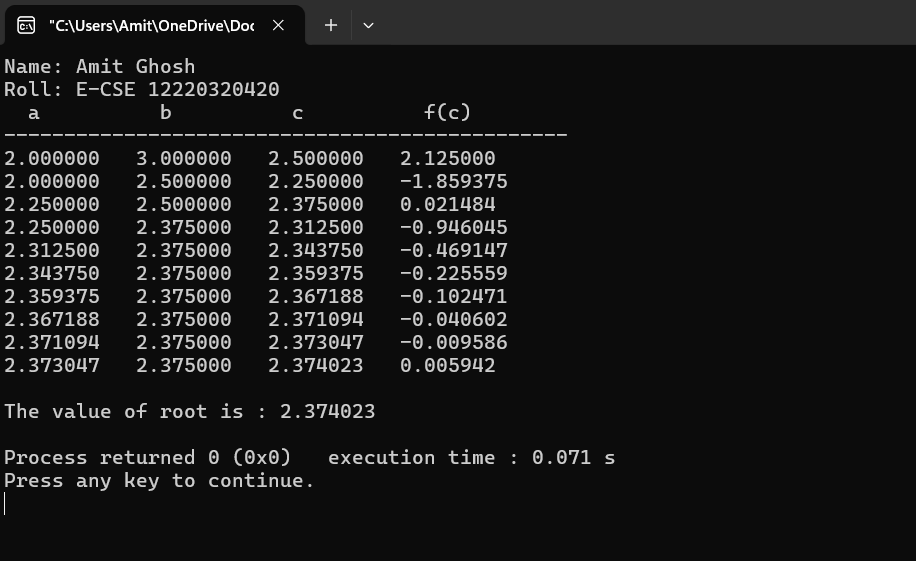 "C:\Users\Amit\OneDrive\Doc
Name: Amit Ghosh
Roll: E-CSE 12220320420
a b c f(c)
-----------------------------------------------
2.000000 3.000000 2.500000 2.125000
2.000000 2.500000 2.250000 -1.859375
2.250000 2.500000 2.375000 0.021484
2.250000 2.375000 2.312500 -0.946045
2.312500 2.375000 2.343750 -0.469147
2.343750 2.375000 2.359375 -0.225559
2.359375 2.375000 2.367188 -0.102471
2.367188 2.375000 2.371094 -0.040602
2.371094 2.375000 2.373047 -0.009586
2.373047 2.375000 2.374023 0.005942
The value of root is : 2.374023
Process returned 0 (0x0) execution time : 0.071 s
Press any key to continue.